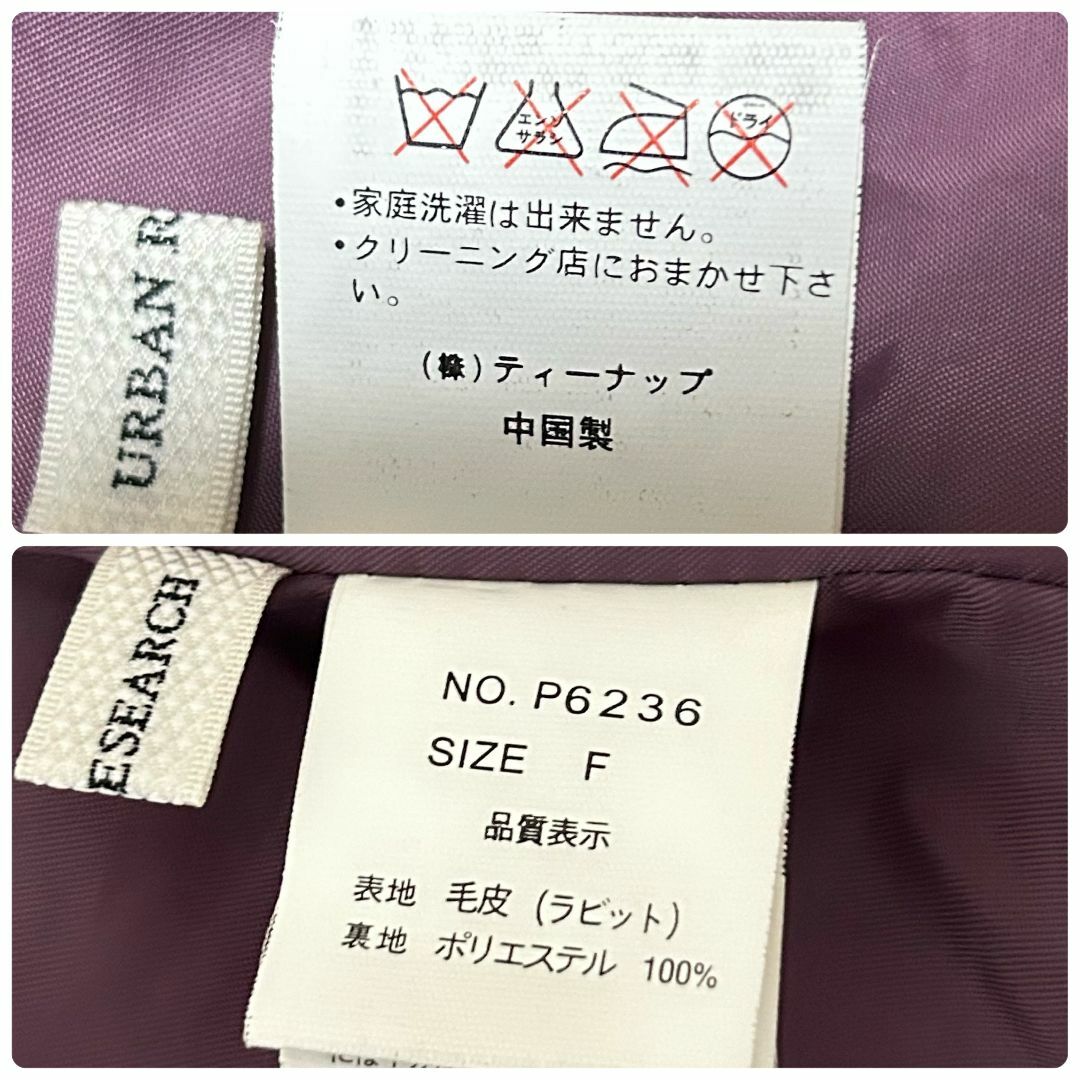 エンソ
サラシ
ドライ
・家庭洗濯は出来ません。
・クリーニング店におまかせ下さ
い。
(株)ティーナップ
中国製
URBAN R
ESEARCH
NO. P6236
SIZE F
品質表示
表地 毛皮 (ラビット)
裏地 ポリエステル 100%